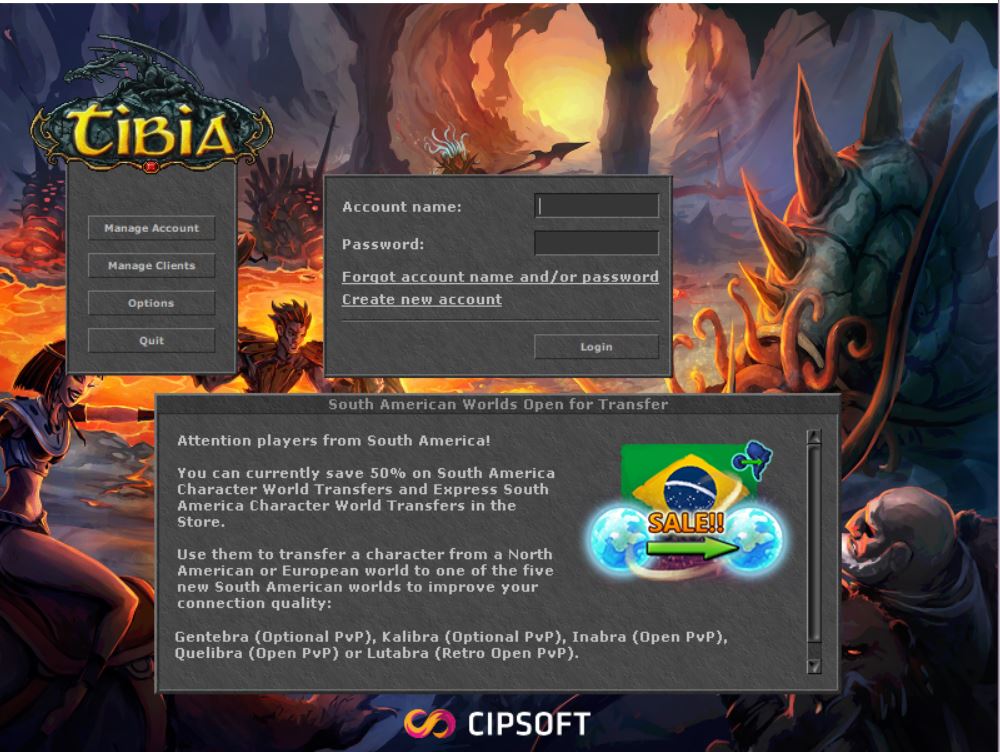 TIBIA
Manage Account
Manage Clients
Options
Quit
Account name:
Password:
Forgot account name and/or password
Create new account
Login
South American Worlds Open for Transfer
Attention players from South America!
You can currently save 50% on South America
Character World Transfers and Express South
America Character World Transfers in the
Store.
Use them to transfer a character from a North
American or European world to one of the five
new South American worlds to improve your
connection quality:
Gentebra (Optional PvP), Kalibra (Optional PvP), Inabra (Open PvP),
Quelibra (Open PvP) or Lutabra (Retro Open PvP).
SALE!!
CIPSOFT